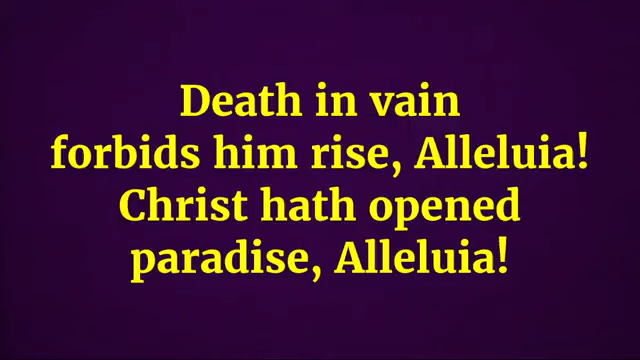 Death in vain
forbids him rise, Alleluia!
Christ hath opened
paradise, Alleluia!